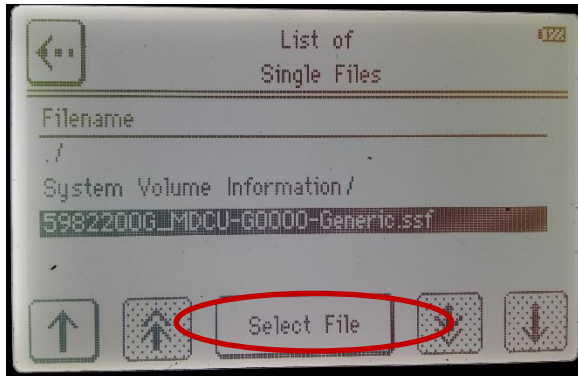 List of
Single Files
Filename
./
System Volume Information/
5982200G_MDCU-G0000-Generic.ssf
Select File